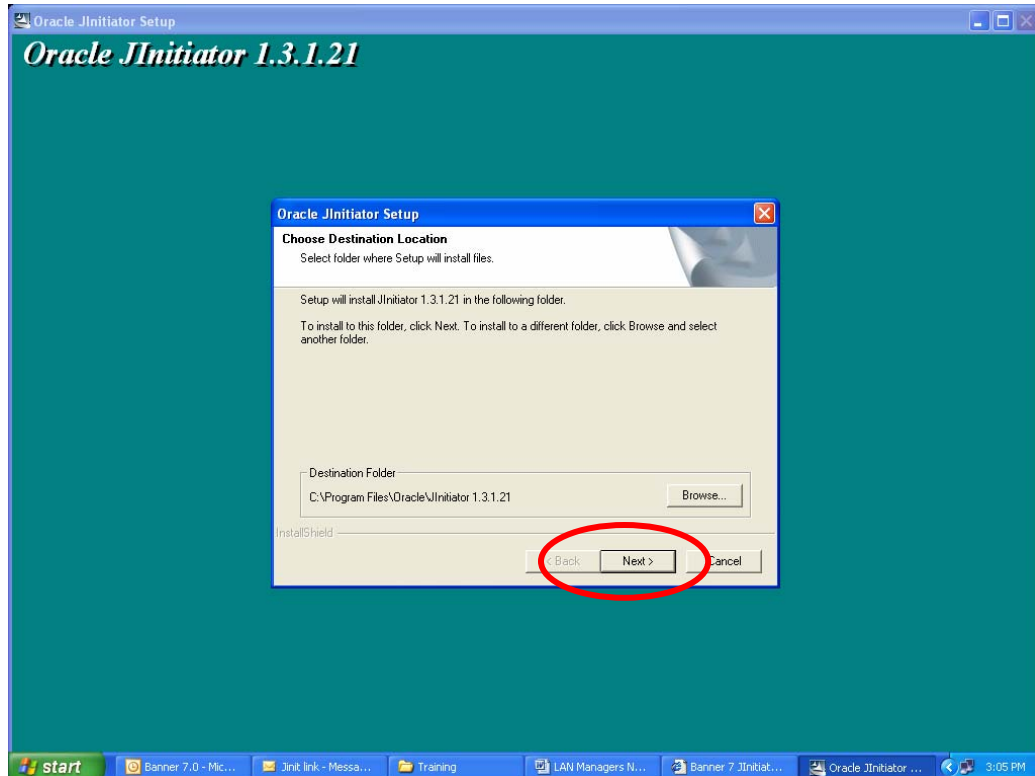 Oracle JInitiator Setup
Oracle JInitiator 1.3.1.21
Oracle JInitiator Setup
Choose Destination Location
Select folder where Setup will install files.
Setup will install JInitiator 1.3.1.21 in the following folder.
To install to this folder, click Next. To install to a different folder, click Browse and select
another folder.
Destination Folder
C:\Program Files\Oracle\JInitiator 1.3.1.21
Browse...
InstallShield
< Back
Next >
Cancel
start
Banner 7.0 - Mic...
Jinit link - Messa...
Training
LAN Managers N...
Banner 7 JInitiat...
Oracle JInitiator ...
3:05 PM